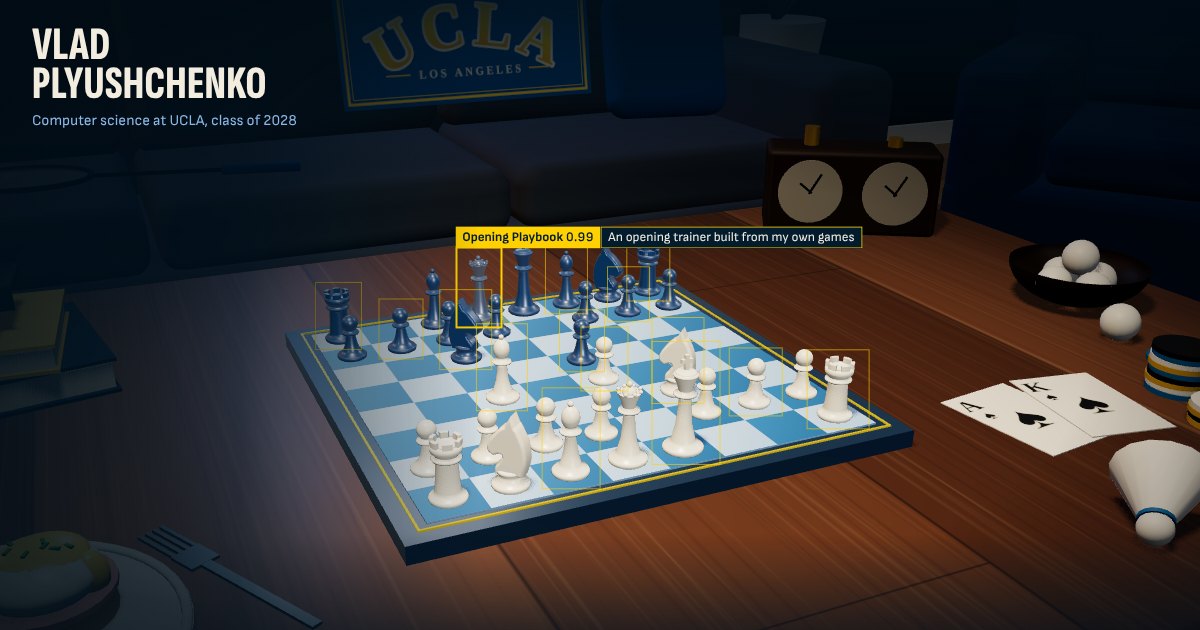 VLAD
PLYUSHCHENKO
Computer science at UCLA, class of 2028
UCLA
LOS ANGELES
Opening Playbook 0.99
An opening trainer built from my own games
A
K